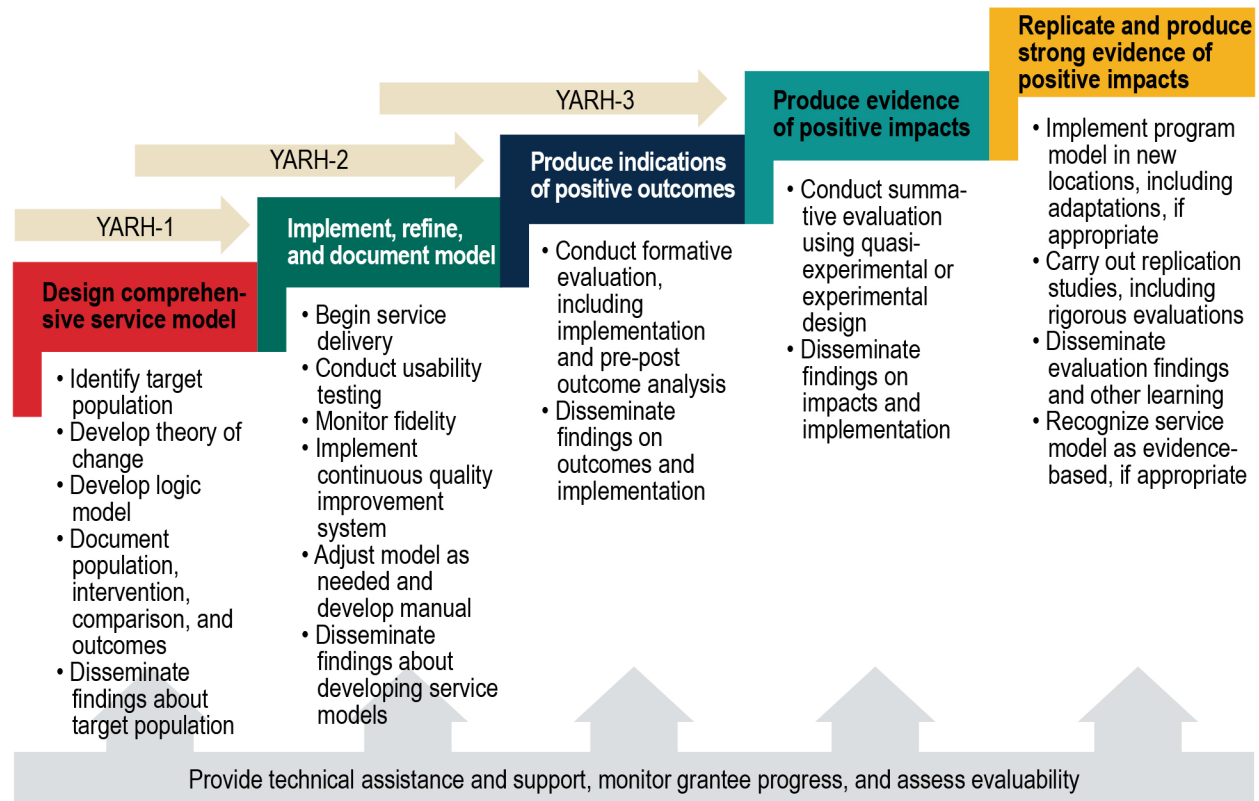 YARH-1
Design comprehen-
sive service model
• Identify target
population
• Develop theory of
change
• Develop logic
model
• Document
population,
intervention,
comparison, and
outcomes
• Disseminate
findings about
target population
YARH-2
Implement, refine,
and document model
• Begin service
delivery
• Conduct usability
testing
• Monitor fidelity
• Implement
continuous quality
improvement
system
• Adjust model as
needed and
develop manual
• Disseminate
findings about
developing service
models
YARH-3
Produce indications
of positive outcomes
• Conduct formative
evaluation,
including
implementation
and pre-post
outcome analysis
• Disseminate
findings on
outcomes and
implementation
Produce evidence
of positive impacts
• Conduct summa-
tive evaluation
using quasi-
experimental or
experimental
design
• Disseminate
findings on
impacts and
implementation
Replicate and produce
strong evidence of
positive impacts
• Implement program
model in new
locations, including
adaptations, if
appropriate
• Carry out replication
studies, including
rigorous evaluations
• Disseminate
evaluation findings
and other learning
• Recognize service
model as evidence-
based, if appropriate
Provide technical assistance and support, monitor grantee progress, and assess evaluability